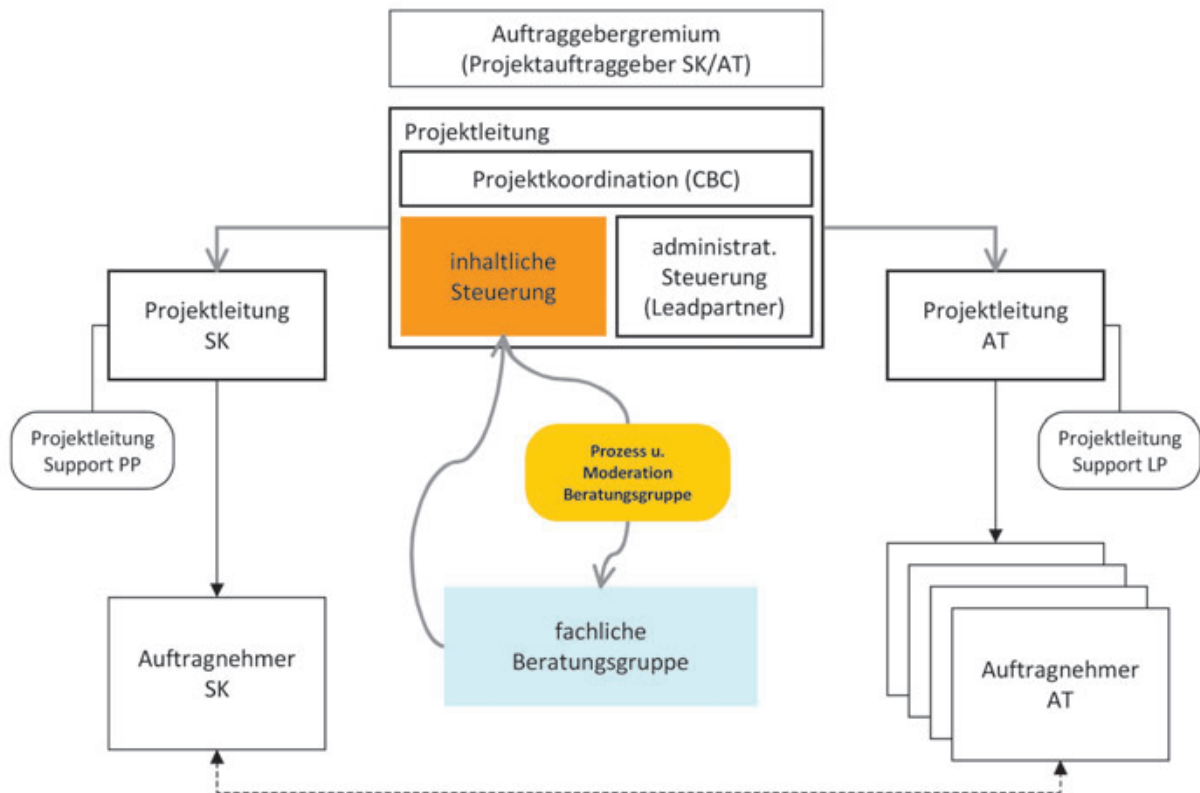 Auftraggebergremium
(Projektauftraggeber SK/AT)
Projektleitung
Projektkoordination (CBC)
inhaltliche
Steuerung
administrat.
Steuerung
(Leadpartner)
Projektleitung
SK
Projektleitung
AT
Projektleitung
Support PP
Prozess u.
Moderation
Beratungsgruppe
Projektleitung
Support LP
fachliche
Beratungsgruppe
Auftragnehmer
SK
Auftragnehmer
AT